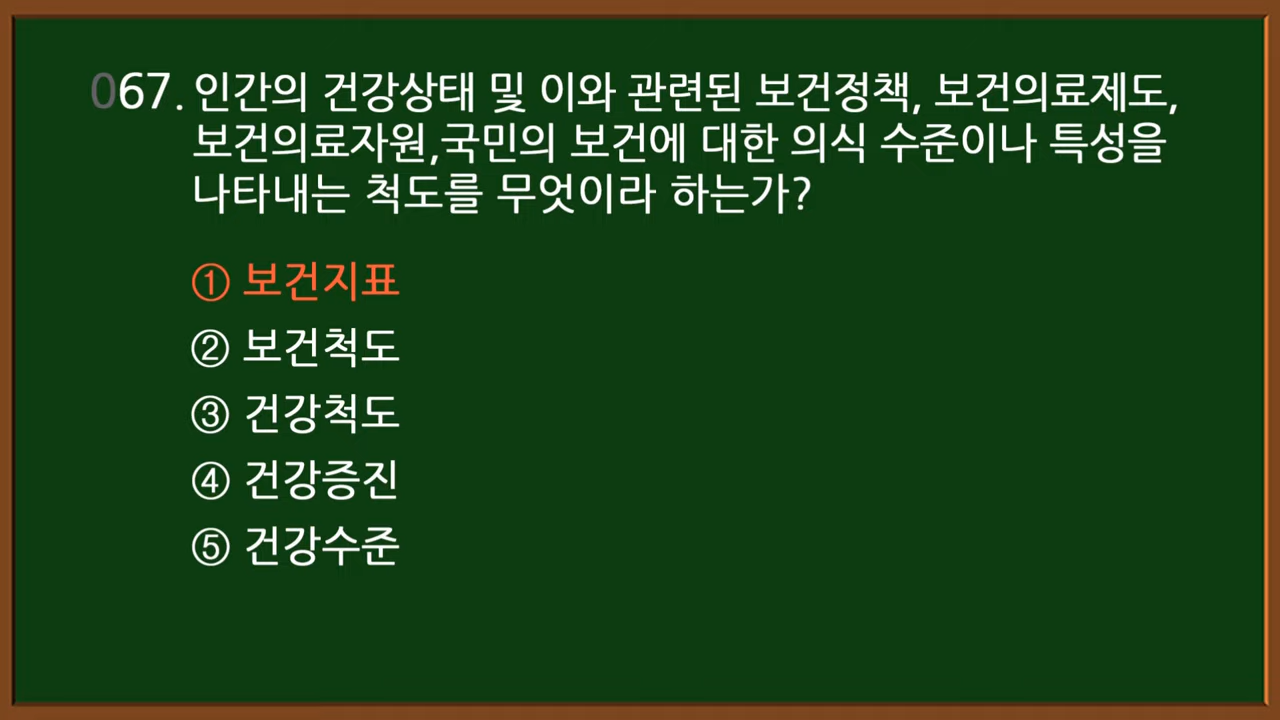 067. 인간의 건강상태 및 이와 관련된 보건정책, 보건의료제도,
보건의료자원,국민의 보건에 대한 의식 수준이나 특성을
나타내는 척도를 무엇이라 하는가?
① 보건지표
② 보건척도
③ 건강척도
④ 건강증진
⑤ 건강수준